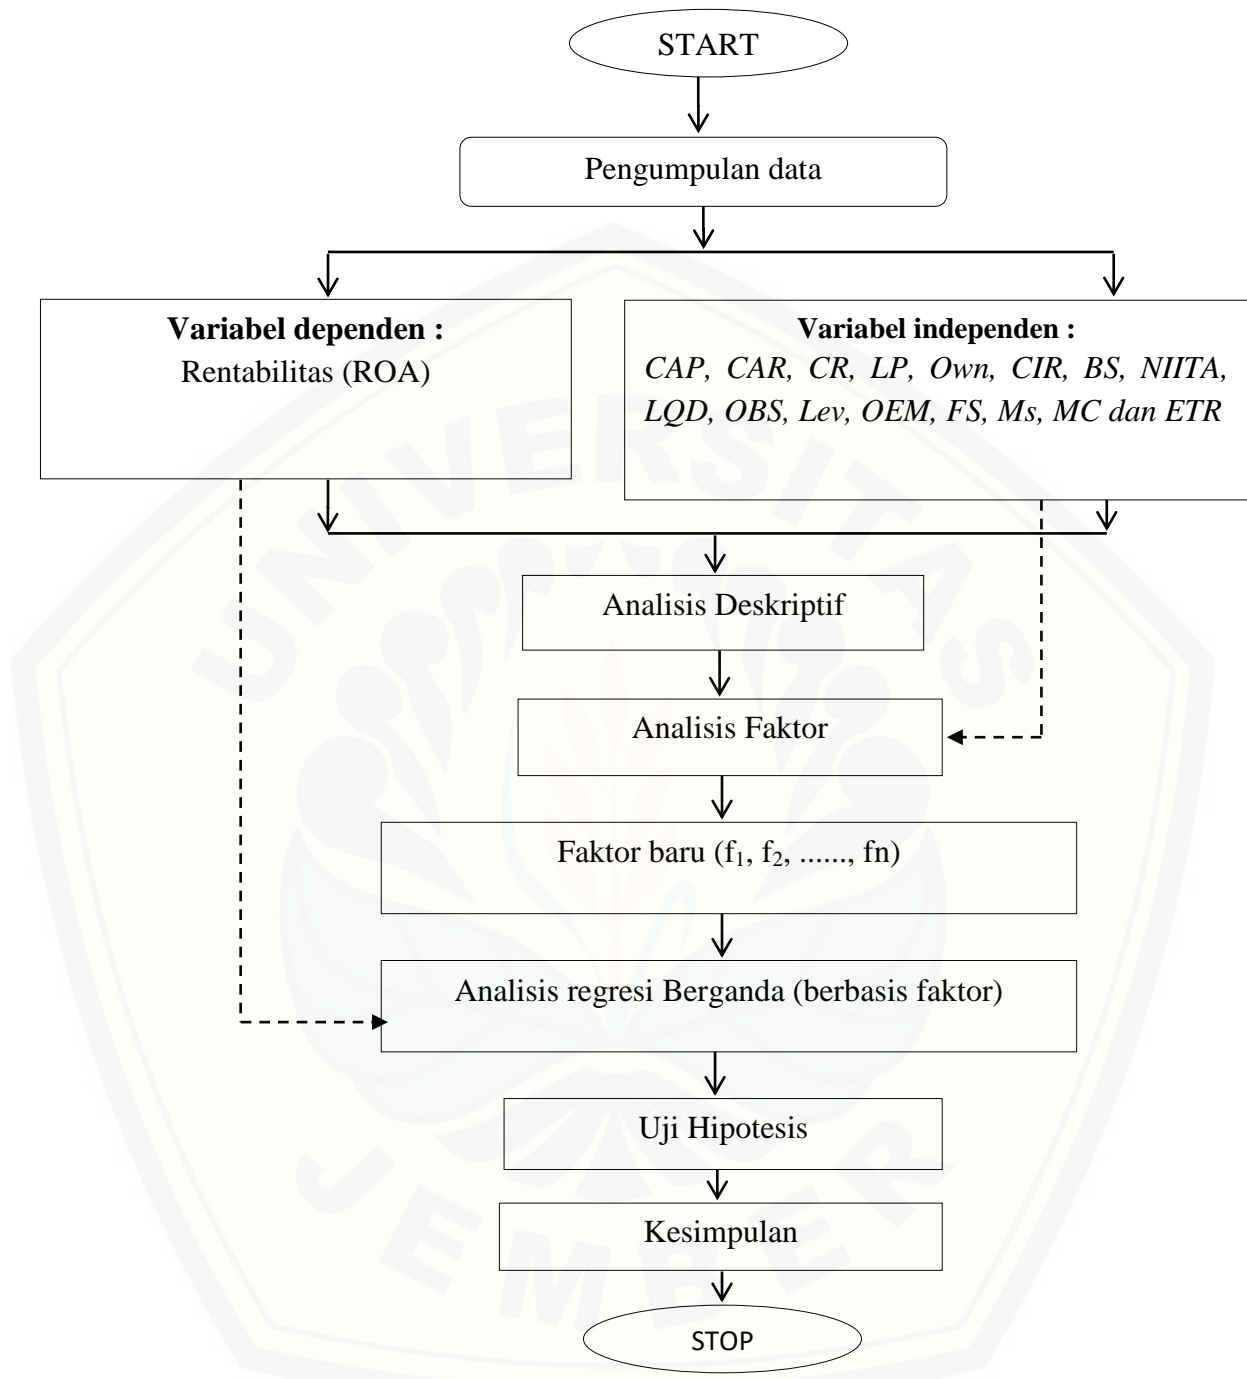 START
Pengumpulan data
Variabel dependen :
Rentabilitas (ROA)
Variabel independen :
CAP, CAR, CR, LP, Own, CIR, BS, NIITA,
LQD, OBS, Lev, OEM, FS, Ms, MC dan ETR
Analisis Deskriptif
Analisis Faktor
Faktor baru (f₁, f₂, ......, fn)
Analisis regresi Berganda (berbasis faktor)
Uji Hipotesis
Kesimpulan
STOP
UNIVERSITAS
JEMBER